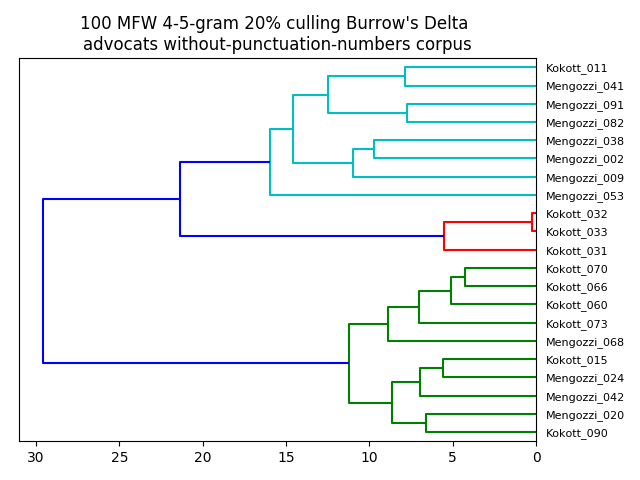 100 MFW 4-5-gram 20% culling Burrow's Delta
advocats without-punctuation-numbers corpus
Kokott_011
Mengozzi_041
Mengozzi_091
Mengozzi_082
Mengozzi_038
Mengozzi_002
Mengozzi_009
Mengozzi_053
Kokott_032
Kokott_033
Kokott_031
Kokott_070
Kokott_066
Kokott_060
Kokott_073
Mengozzi_068
Kokott_015
Mengozzi_024
Mengozzi_042
Mengozzi_020
Kokott_090
30 25 20 15 10 5 0